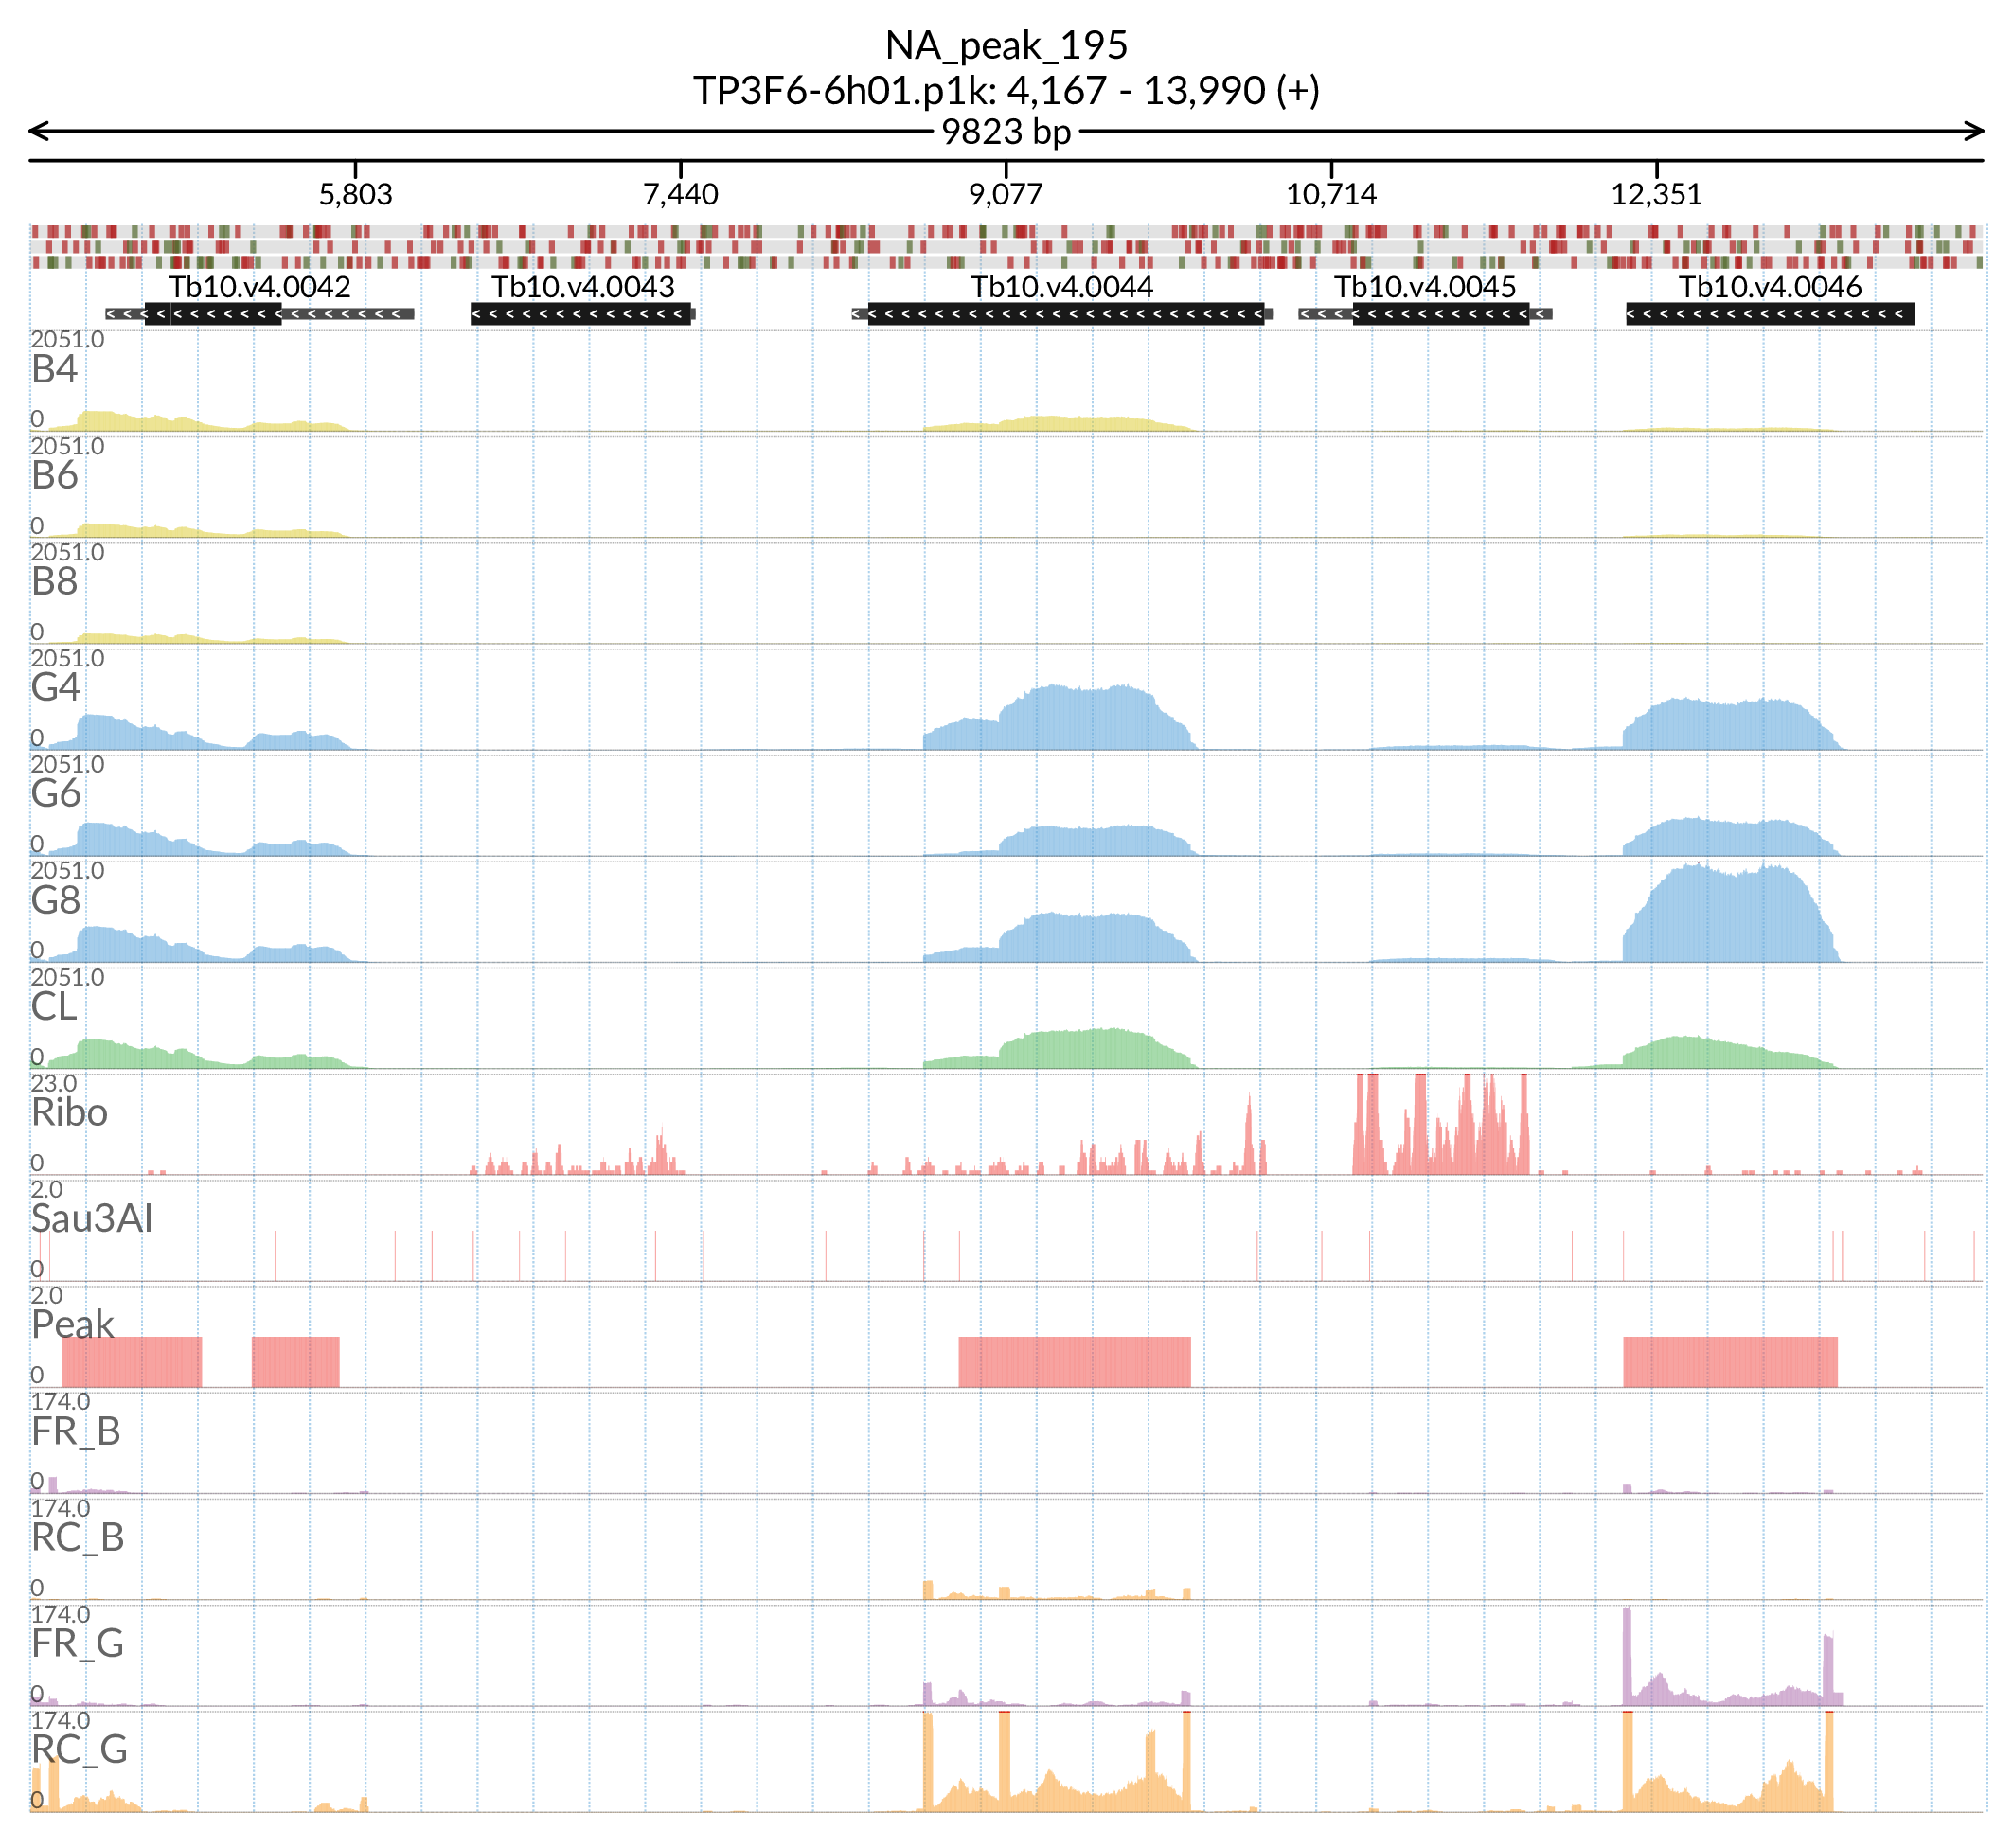 NA_peak_195
TP3F6-6h01.p1k: 4,167 - 13,990 (+)
9823 bp
5,803 7,440 9,077 10,714 12,351
Tb10.v4.0042 Tb10.v4.0043 Tb10.v4.0044 Tb10.v4.0045 Tb10.v4.0046
2051.0
B4
0
2051.0
B6
0
2051.0
B8
0
2051.0
G4
0
2051.0
G6
0
2051.0
G8
0
2051.0
CL
0
23.0
Ribo
0
2.0
Sau3AI
0
2.0
Peak
0
174.0
FR_B
0
174.0
RC_B
0
174.0
FR_G
0
174.0
RC_G
0